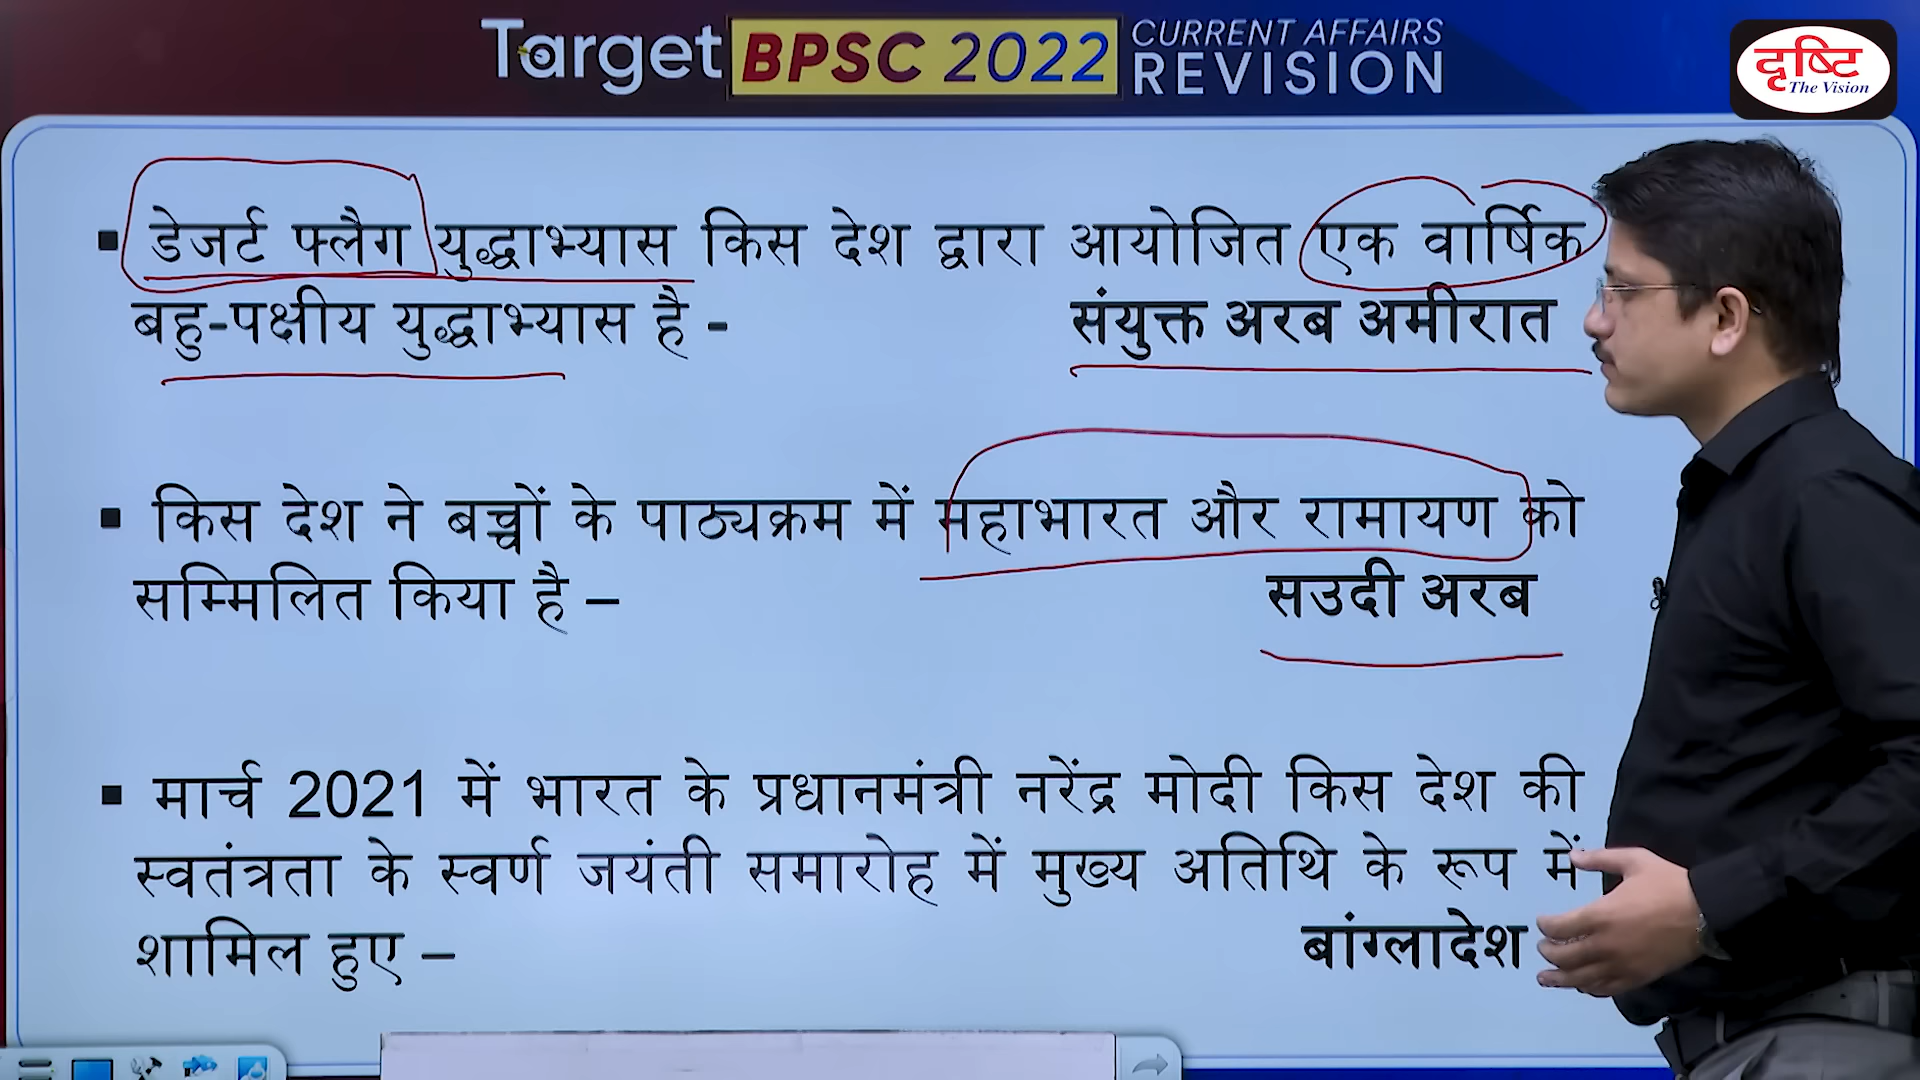 Target BPSC 2022 CURRENT AFFAIRS REVISION
दृष्टि
The Vision
▪ डेजर्ट फ्लैग युद्धाभ्यास किस देश द्वारा आयोजित एक वार्षिक
बहु-पक्षीय युद्धाभ्यास है - संयुक्त अरब अमीरात
▪ किस देश ने बच्चों के पाठ्यक्रम में महाभारत और रामायण को
सम्मिलित किया है – सउदी अरब
▪ मार्च 2021 में भारत के प्रधानमंत्री नरेंद्र मोदी किस देश की
स्वतंत्रता के स्वर्ण जयंती समारोह में मुख्य अतिथि के रूप में
शामिल हुए – बांग्लादेश